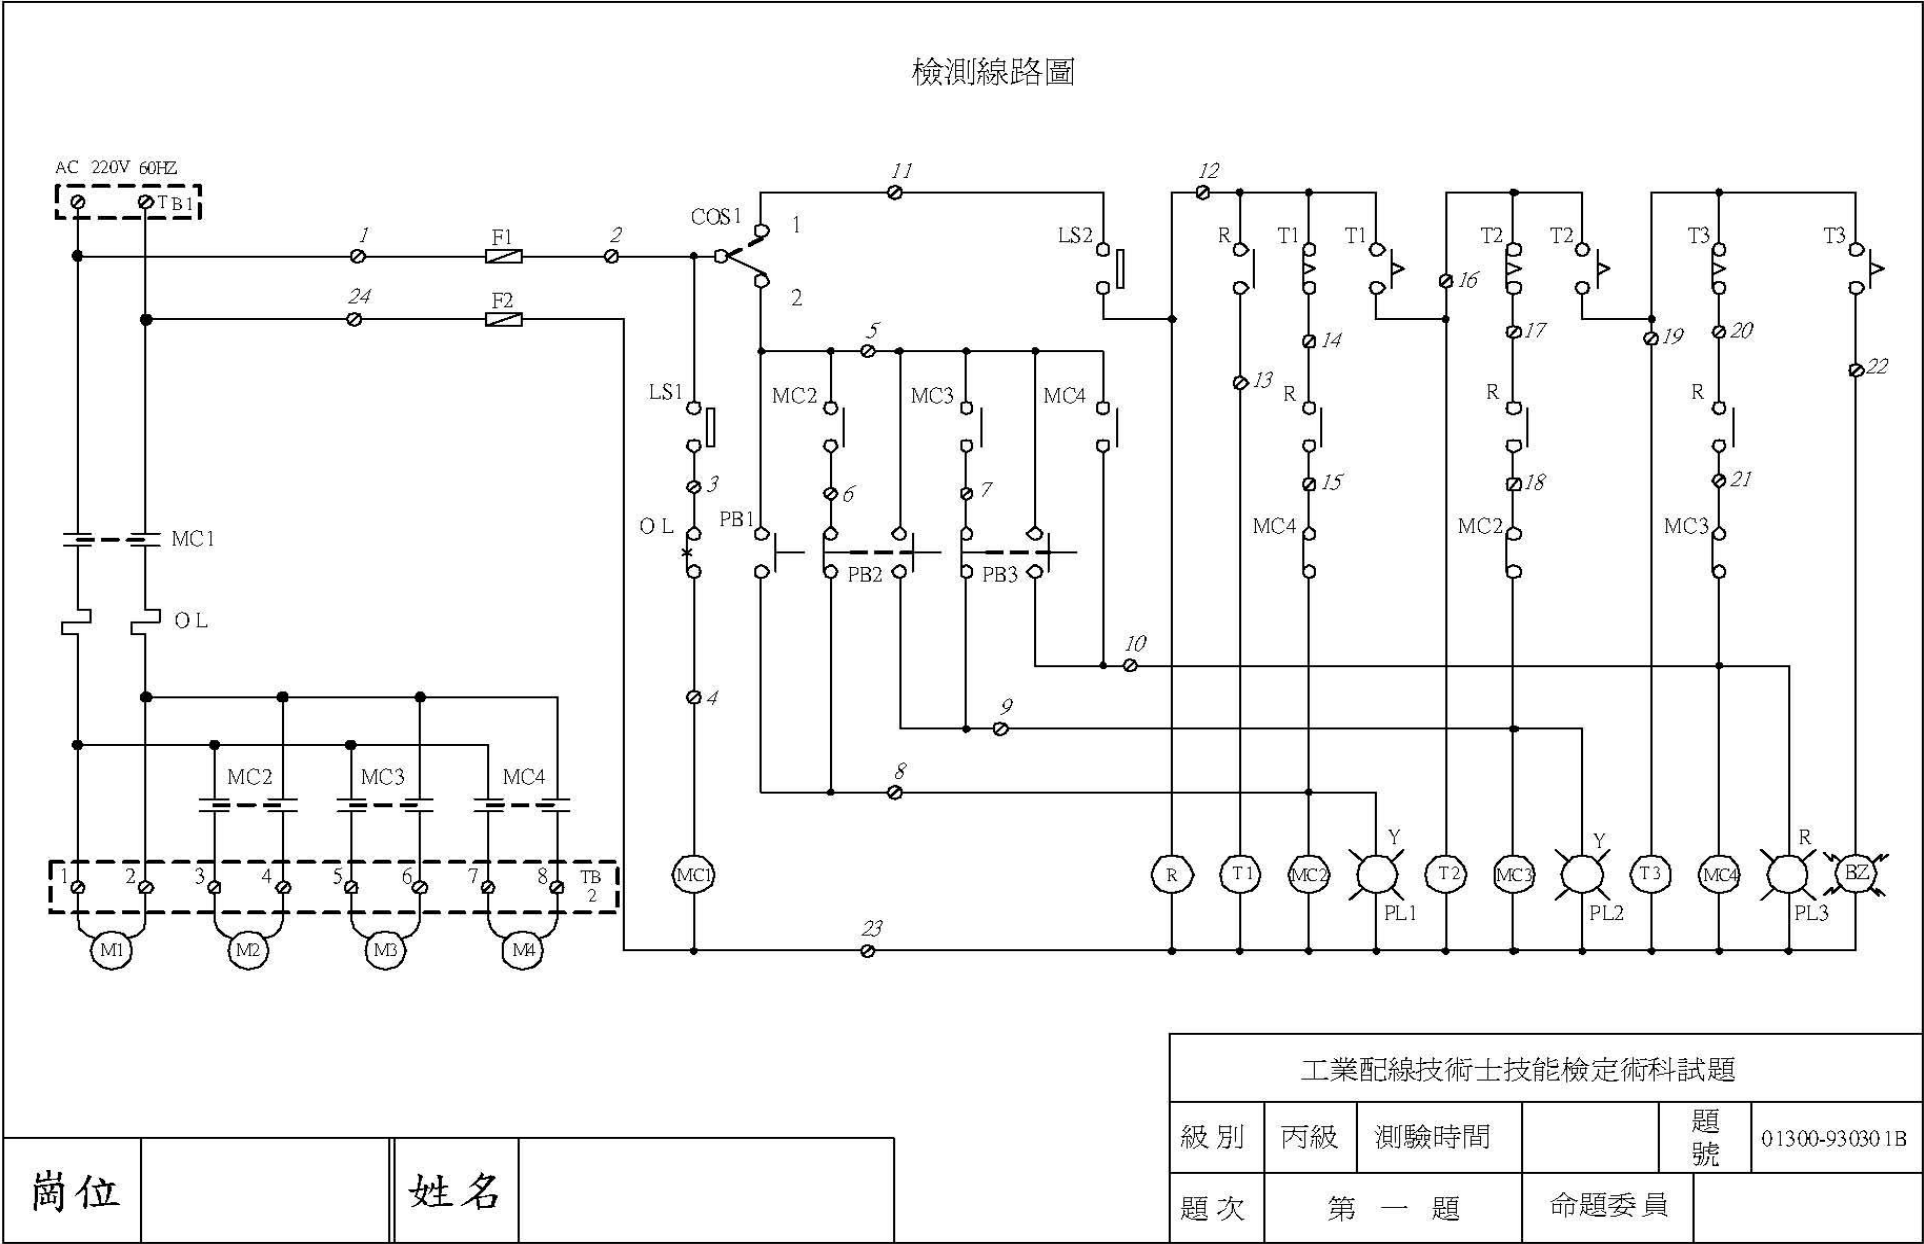 檢測線路圖
AC 220V 60HZ
TB1
11
12
COS1
1
LS2
R
T1
T1
T2
T2
T3
T3
1
F1
2
2
16
24
F2
5
14
17
19
20
13
22
LS1
MC2
MC3
MC4
R
R
R
3
6
7
15
18
21
MC1
OL
PB1
PB2
PB3
MC4
MC2
MC3
OL
10
4
9
8
MC2
MC3
MC4
Y
Y
R
1
2
3
4
5
6
7
8
TB
2
MC1
R
T1
MC2
T2
MC3
T3
MC4
BZ
PL1
PL2
PL3
M1
M2
M3
M4
23
工業配線技術士技能檢定術科試題
級別 丙級 測驗時間 題號 01300-930301B
題次 第一題 命題委員
崗位 姓名